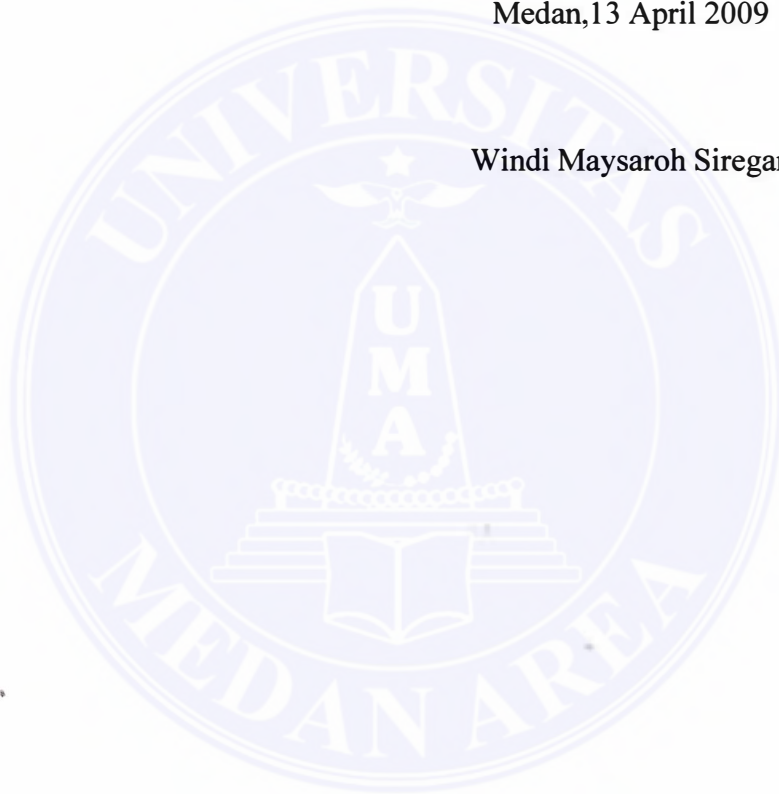 Medan,13 April 2009
Windi Maysaroh Siregar
UNIVERSITAS
U
M
A
MEDAN AREA